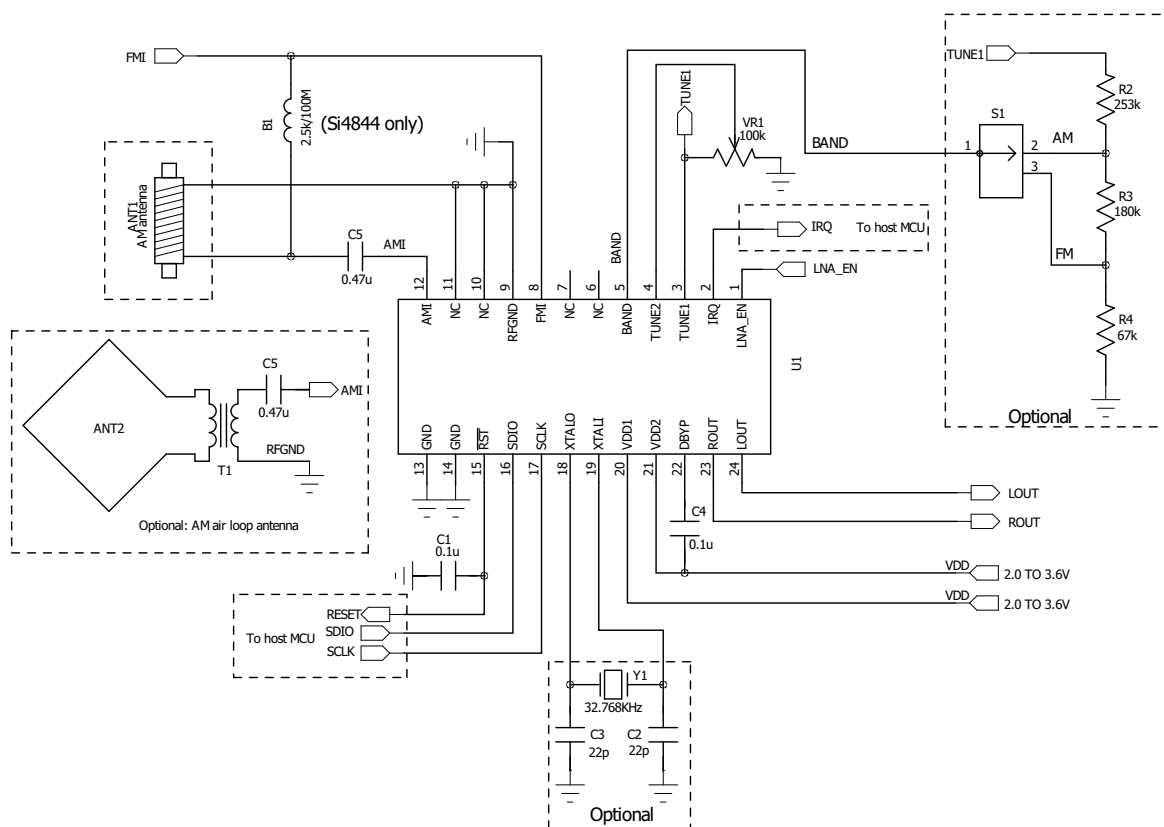 FMI
B1
2.5k/100M
(Si4844 only)
ANT1
AM antenna
C5
0.47u
AMI
TUNE1
VR1
100k
BAND
BAND
IRQ
To host MCU
LNA_EN
TUNE1
R2
253k
S1
1
2
3
AM
FM
R3
180k
R4
67k
Optional
12
11
10
9
8
7
6
5
4
3
2
1
AMI
NC
NC
RFGND
FMI
NC
NC
BAND
TUNE2
TUNE1
IRQ
LNA_EN
U1
GND
GND
RST
SDIO
SCLK
XTALO
XTALI
VDD1
VDD2
DBYP
ROUT
LOUT
13
14
15
16
17
18
19
20
21
22
23
24
ANT2
T1
C5
0.47u
AMI
RFGND
Optional: AM air loop antenna
C1
0.1u
To host MCU
RESET
SDIO
SCLK
C4
0.1u
LOUT
ROUT
VDD
2.0 TO 3.6V
VDD
2.0 TO 3.6V
Y1
32.768KHz
C3
22p
C2
22p
Optional